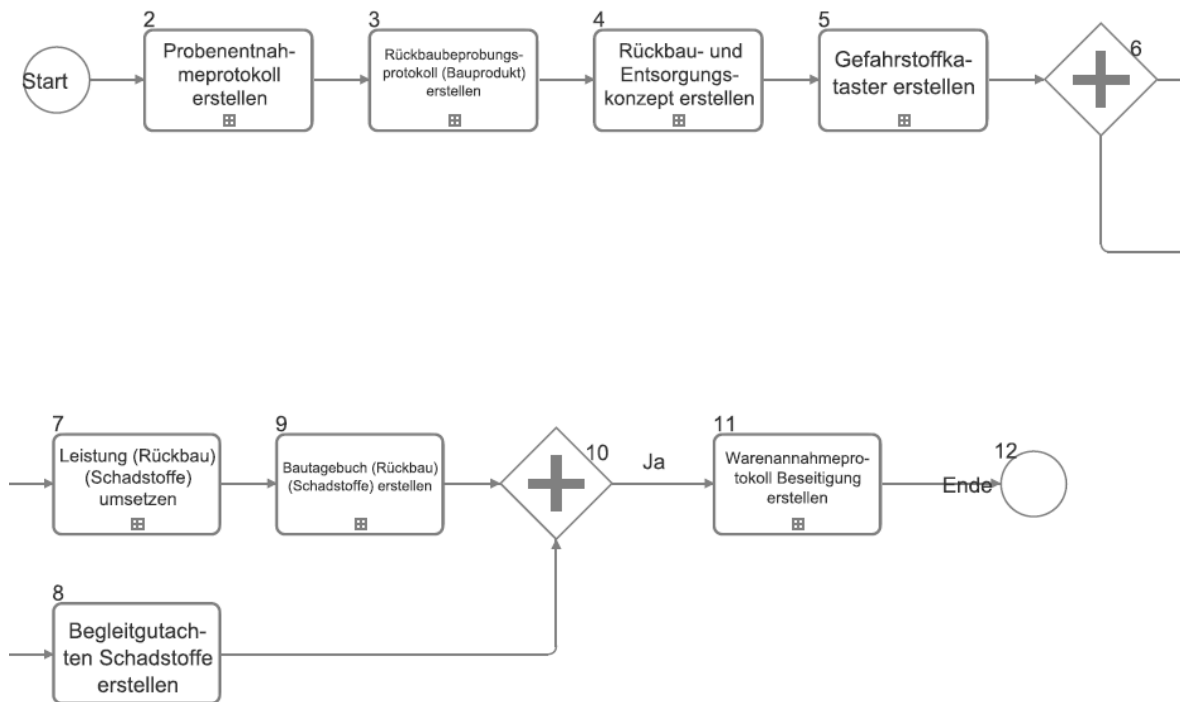 2
3
4
5
6
Start
Probenentnah-
meprotokoll
erstellen
Rückbaubeprobungs-
protokoll (Bauprodukt)
erstellen
Rückbau- und
Entsorgungs-
konzept erstellen
Gefahrstoffka-
taster erstellen
7
9
10
11
12
Leistung (Rückbau)
(Schadstoffe)
umsetzen
Bautagebuch (Rückbau)
(Schadstoffe) erstellen
Ja
Warenannahmepro-
tokoll Beseitigung
erstellen
Ende
8
Begleitgutach-
ten Schadstoffe
erstellen